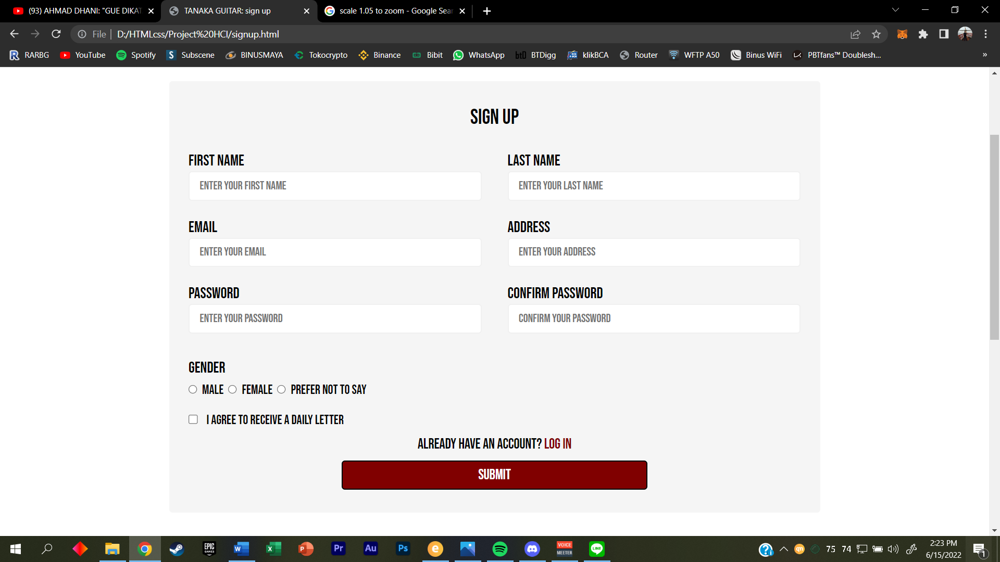 (93) AHMAD DHANI: "GUE DIKAT
TANAKA GUITAR: sign up
scale 1.05 to zoom - Google Sear
File
D:/HTMLcss/Project%20HCI/signup.html
RARBG
YouTube
Spotify
Subscene
BINUSMAYA
Tokocrypto
Binance
Bibit
WhatsApp
BTDigg
klikBCA
Router
WFTP A50
Binus WiFi
PBTfans™ Doublesh...
»
SIGN UP
FIRST NAME
LAST NAME
ENTER YOUR FIRST NAME
ENTER YOUR LAST NAME
EMAIL
ADDRESS
ENTER YOUR EMAIL
ENTER YOUR ADDRESS
PASSWORD
CONFIRM PASSWORD
ENTER YOUR PASSWORD
CONFIRM YOUR PASSWORD
GENDER
MALE
FEMALE
PREFER NOT TO SAY
I AGREE TO RECEIVE A DAILY LETTER
ALREADY HAVE AN ACCOUNT? LOG IN
SUBMIT
EPIC
GAMES
W
X
P
Pr
Au
Ps
e
VOICE
MEETER
LINE
75
74
2:23 PM
6/15/2022
1